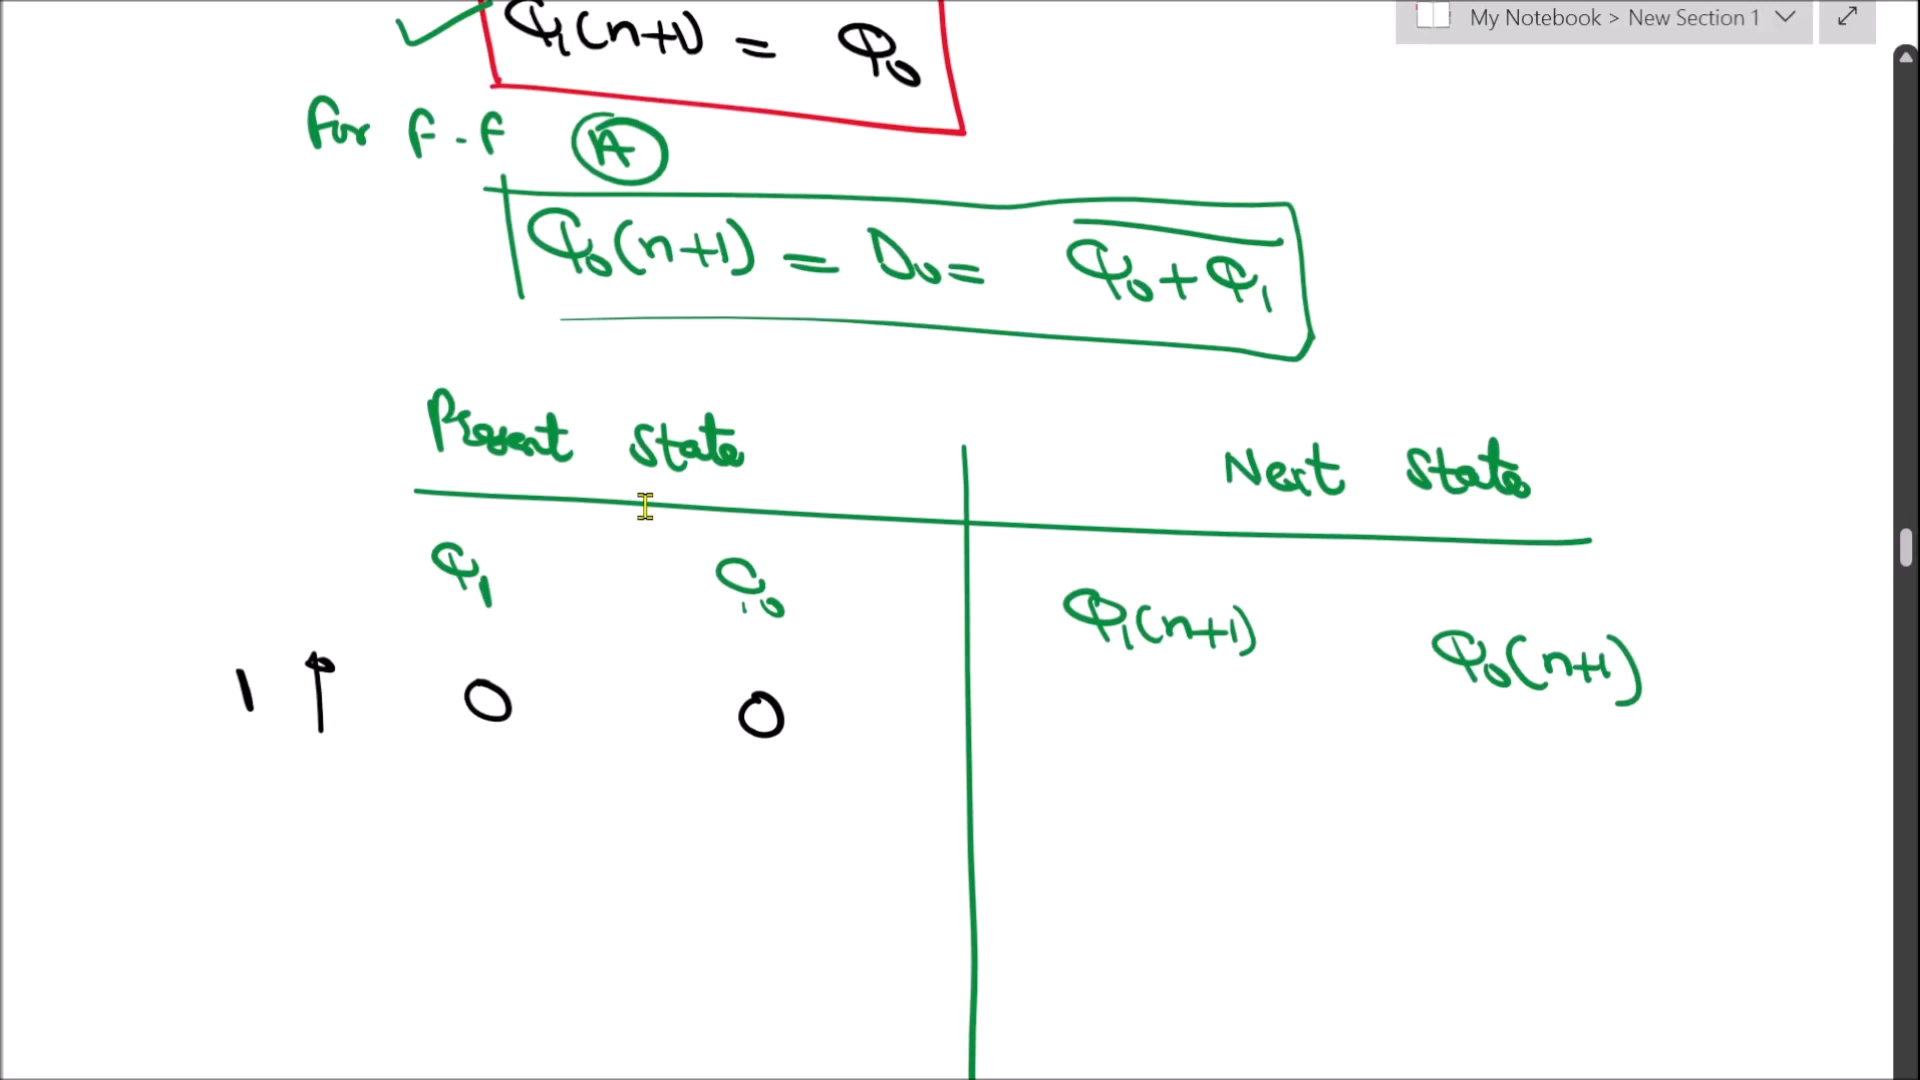 My Notebook > New Section 1
Q₁(n+1) = Q₀
For F-F A
Q₀(n+1) = D₀ = \overline{Q₀ + Q₁}
Present State
Next State
Q₁ Q₀
Q₁(n+1) Q₀(n+1)
1 ↑ 0 0